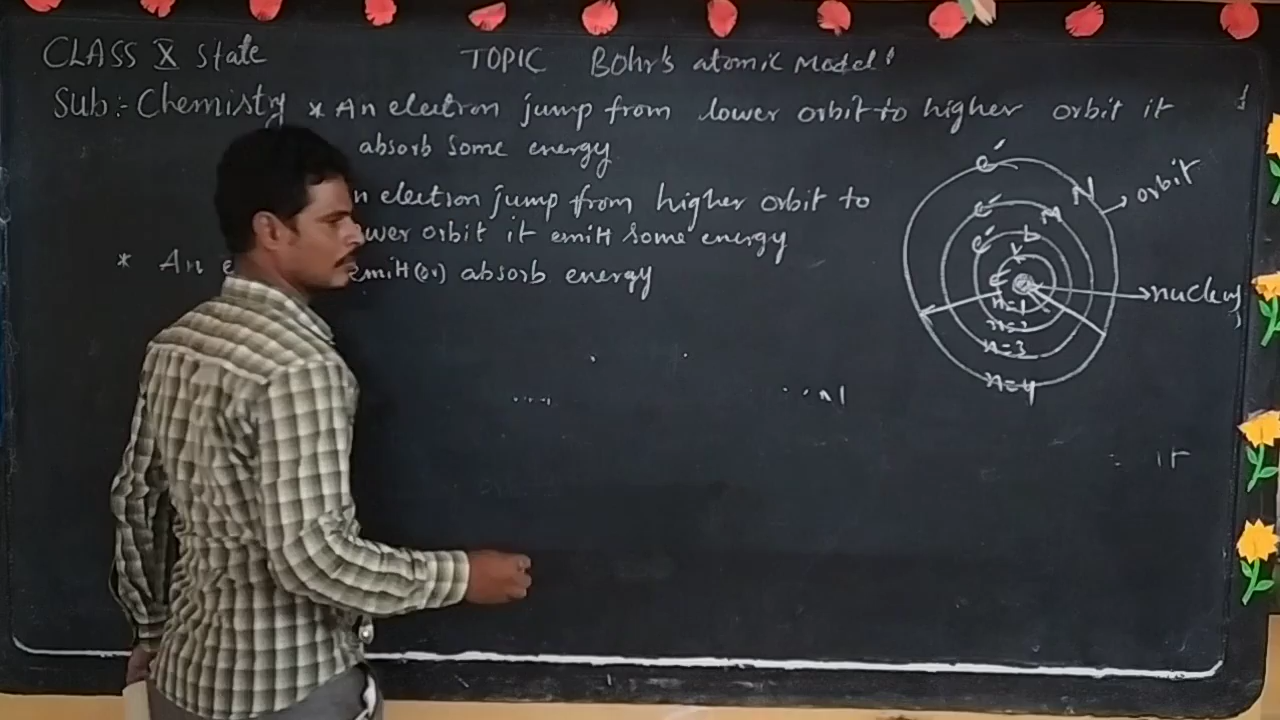 CLASS X State
TOPIC Bohr's atomic Model
Sub:- Chemistry * An electron jump from lower orbit to higher orbit it
absorb Some energy
n electron jump from higher orbit to
wer orbit it emitt some energy
* An e emitt (or) absorb energy
e-
N
orbit
e-
M
e-
L
K
e-
nucleus
n=1
n=2
n=3
n=4